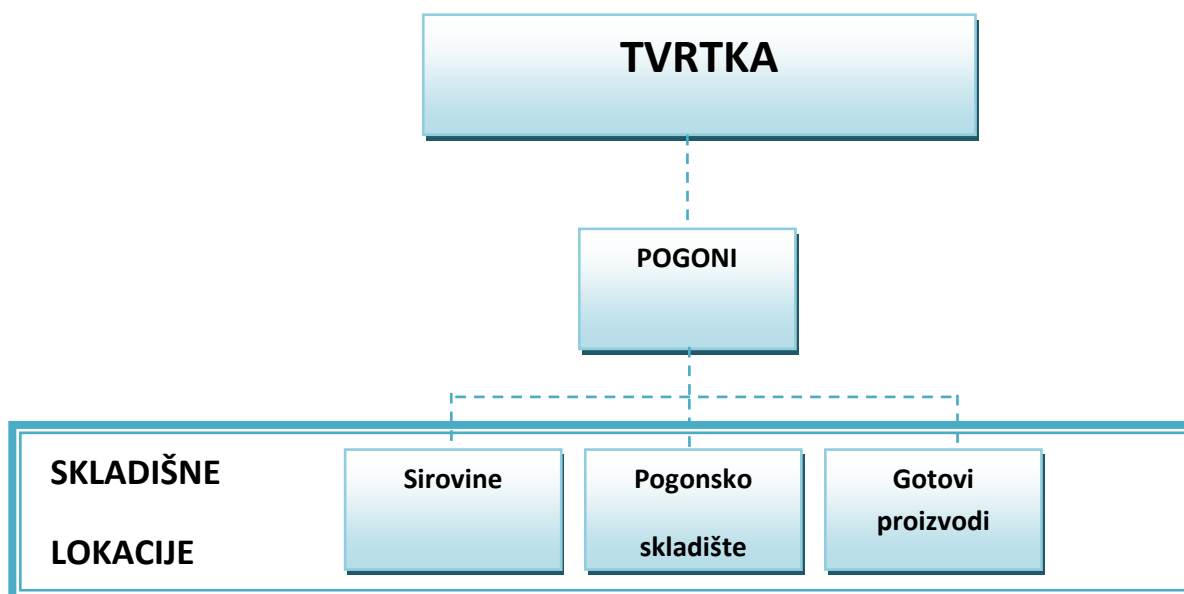 TVRTKA
POGONI
SKLADIŠNE
LOKACIJE
Sirovine
Pogonsko
skladište
Gotovi
proizvodi